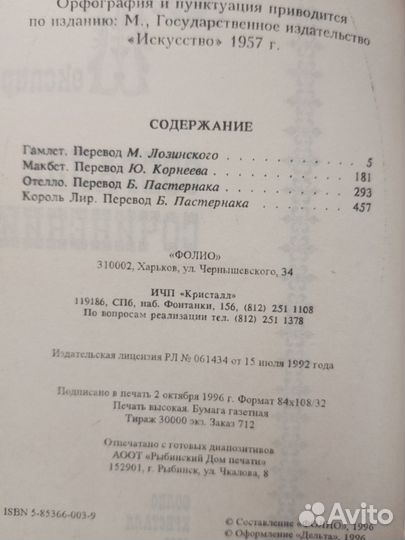 Орфография и пунктуация приводится
по изданию: М., Государственное издательство
«Искусство» 1957 г.
СОДЕРЖАНИЕ
Гамлет. Перевод М. Лозинского . . . . . . . . . . 5
Макбет. Перевод Ю. Корнеева . . . . . . . . . . 181
Отелло. Перевод Б. Пастернака . . . . . . . . . . 293
Король Лир. Перевод Б. Пастернака . . . . . . . . 457
«ФОЛИО»
310002, Харьков, ул. Чернышевского, 34
ИЧП «Кристалл»
119186, СПб, наб. Фонтанки, 156, (812) 251 1108
По вопросам реализации тел. (812) 251 1378
Издательская лицензия РЛ № 061434 от 15 июля 1992 года
Подписано в печать 2 октября 1996 г. Формат 84х108/32
Печать высокая. Бумага газетная
Тираж 30000 экз. Заказ 712
Отпечатано с готовых диапозитивов
АООТ «Рыбинский Дом печати»
152901, г. Рыбинск, ул. Чкалова, 8
ISBN 5-85366-003-9
© Составление «ФОЛИО», 1996
© Оформление «Дельта», 1996
Avito